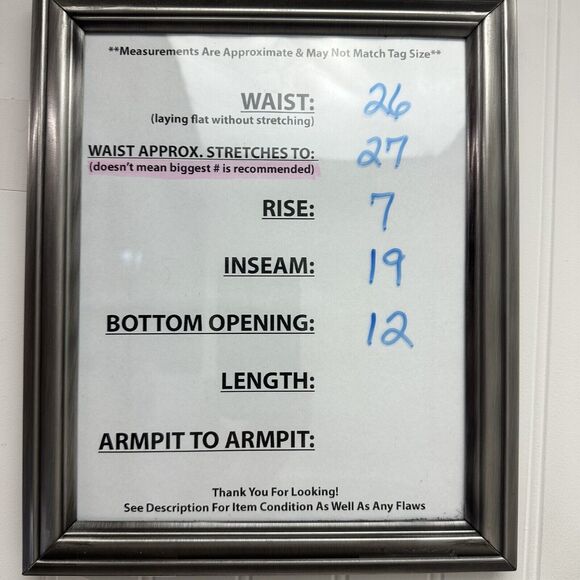 **Measurements Are Approximate & May Not Match Tag Size**
WAIST: 26
(laying flat without stretching)
WAIST APPROX. STRETCHES TO: 27
(doesn't mean biggest # is recommended)
RISE: 7
INSEAM: 19
BOTTOM OPENING: 12
LENGTH:
ARMPIT TO ARMPIT:
Thank You For Looking!
See Description For Item Condition As Well As Any Flaws